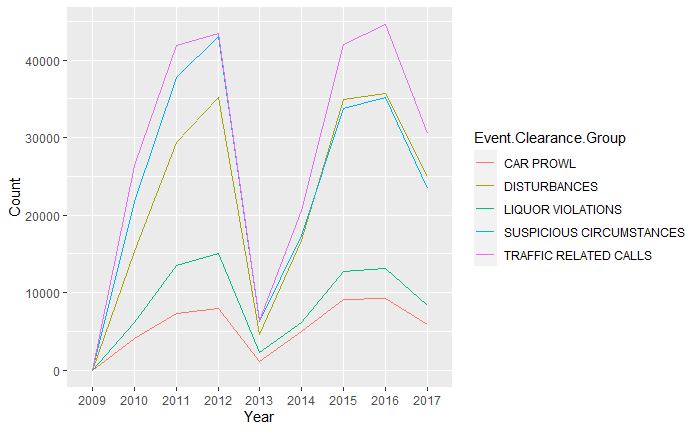 40000
30000
20000
10000
0
Count
2009 2010 2011 2012 2013 2014 2015 2016 2017
Year
Event.Clearance.Group
CAR PROWL
DISTURBANCES
LIQUOR VIOLATIONS
SUSPICIOUS CIRCUMSTANCES
TRAFFIC RELATED CALLS